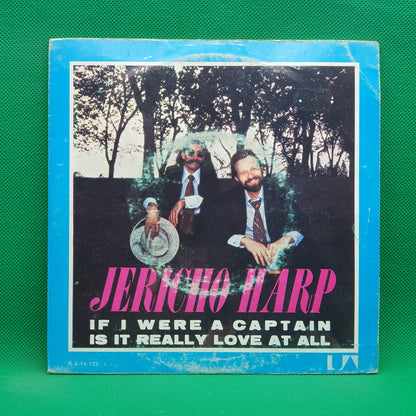 JERICHO HARP
IF I WERE A CAPTAIN
IS IT REALLY LOVE AT ALL
UA